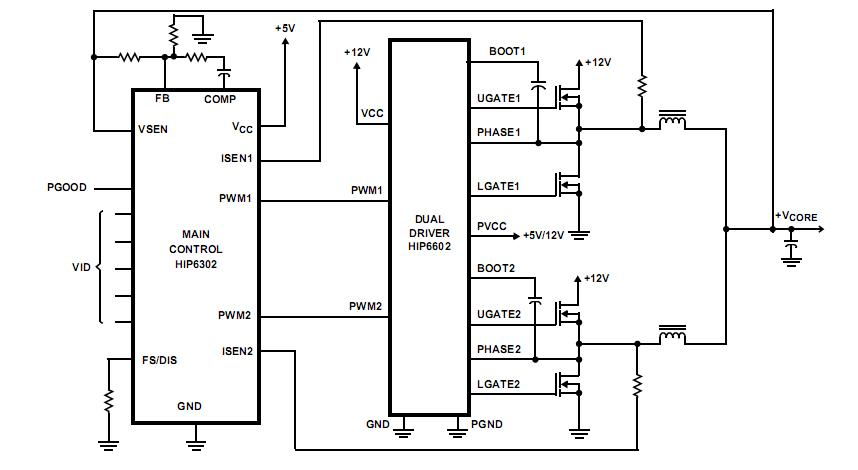 +5V
+12V
BOOT1
+12V
FB
COMP
UGATE1
VCC
VSEN
VCC
PHASE1
ISEN1
PGOOD
PWM1
PWM1
LGATE1
DUAL
DRIVER
HIP6602
PVCC
+5V/12V
+VCORE
MAIN
CONTROL
HIP6302
VID
BOOT2
+12V
PWM2
PWM2
UGATE2
ISEN2
PHASE2
FS/DIS
LGATE2
GND
GND
PGND